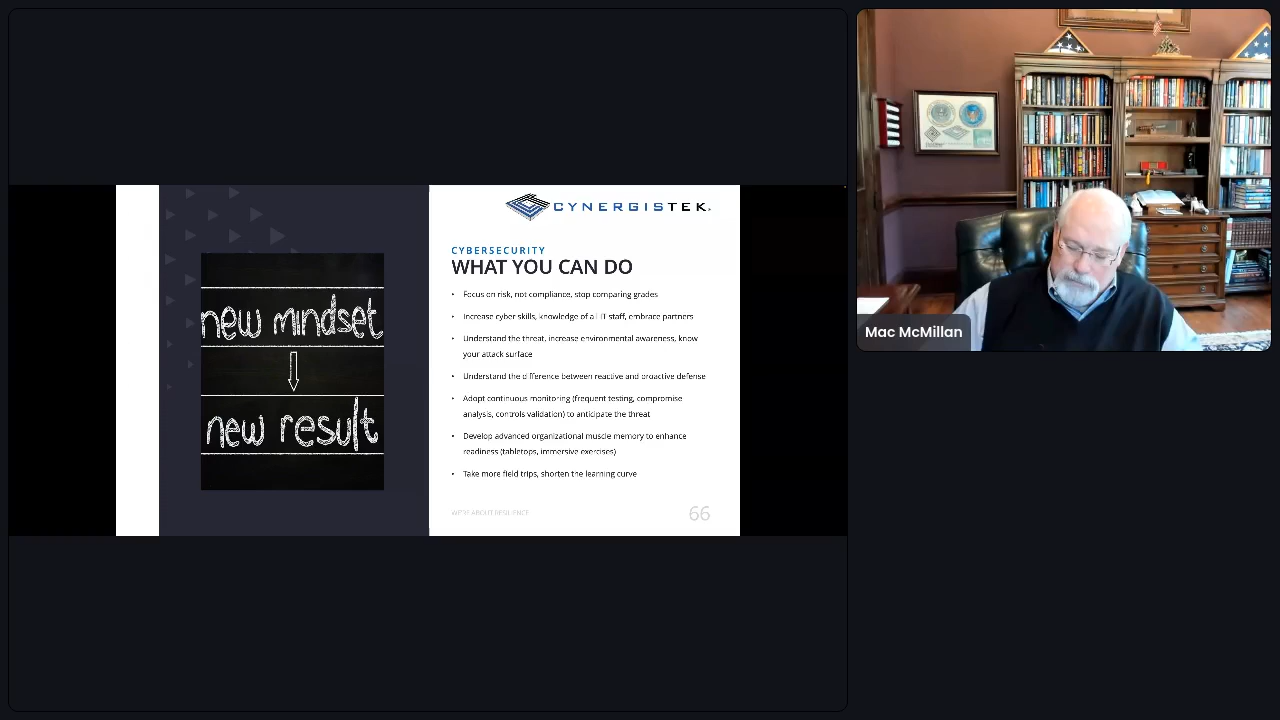 new mindset
new result
CYNERGISTEK
CYBERSECURITY
WHAT YOU CAN DO
• Focus on risk, not compliance, stop comparing grades
• Increase cyber skills, knowledge of all IT staff, embrace partners
• Understand the threat, increase environmental awareness, know
your attack surface
• Understand the difference between reactive and proactive defense
• Adopt continuous monitoring (frequent testing, compromise
analysis, controls validation) to anticipate the threat
• Develop advanced organizational muscle memory to enhance
readiness (tabletops, immersive exercises)
• Take more field trips, shorten the learning curve
WE'RE ABOUT RESILIENCE
66
Mac McMillan